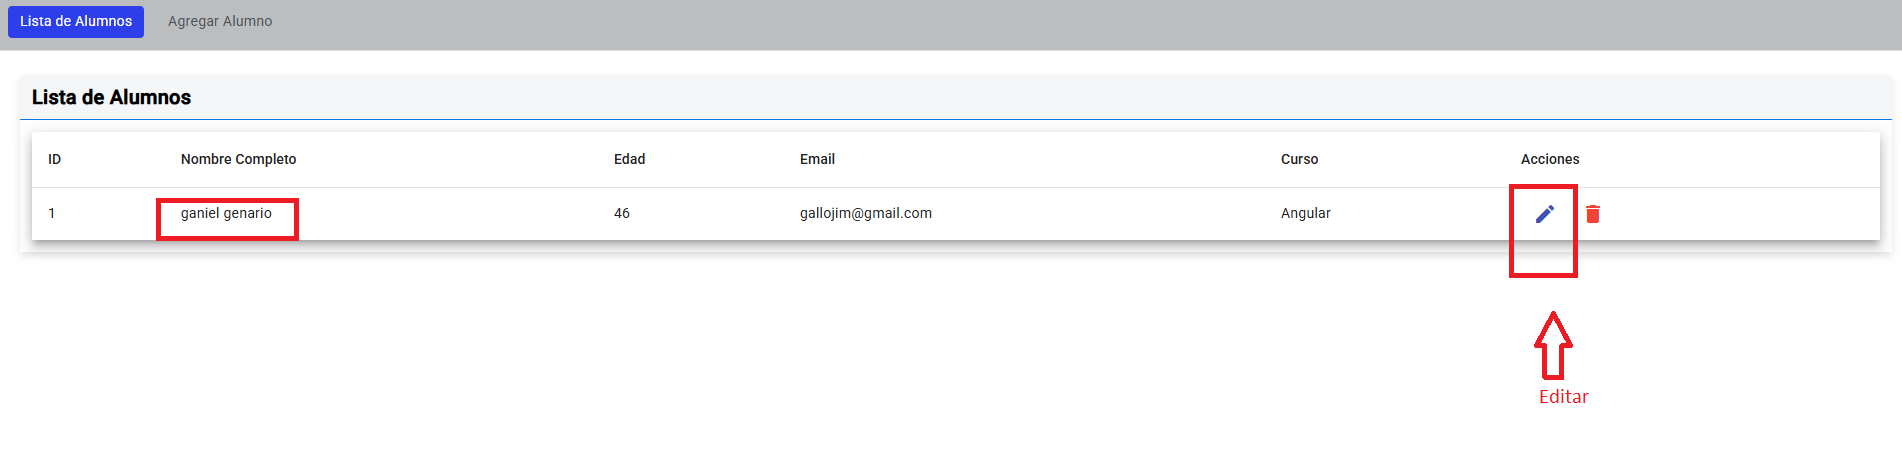 Lista de Alumnos Agregar Alumno
Lista de Alumnos
ID Nombre Completo Edad Email Curso Acciones
1 ganiel genario 46 gallojim@gmail.com Angular
Editar